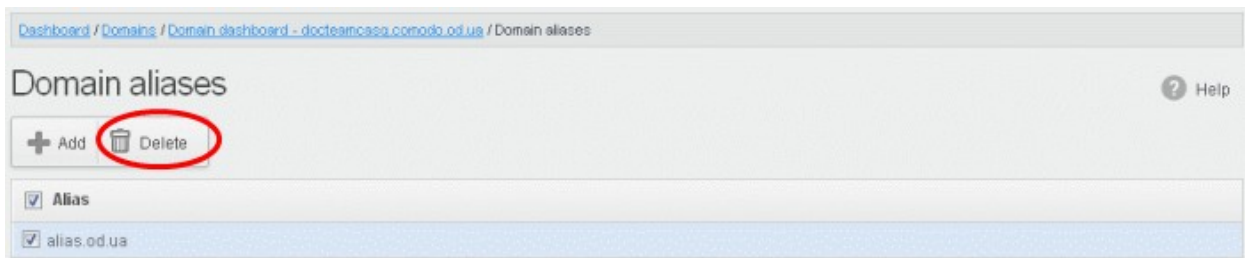 Dashboard / Domains / Domain dashboard - docteamcasg.comodo.od.ua / Domain aliases
Domain aliases
Help
Add Delete
Alias
alias.od.ua